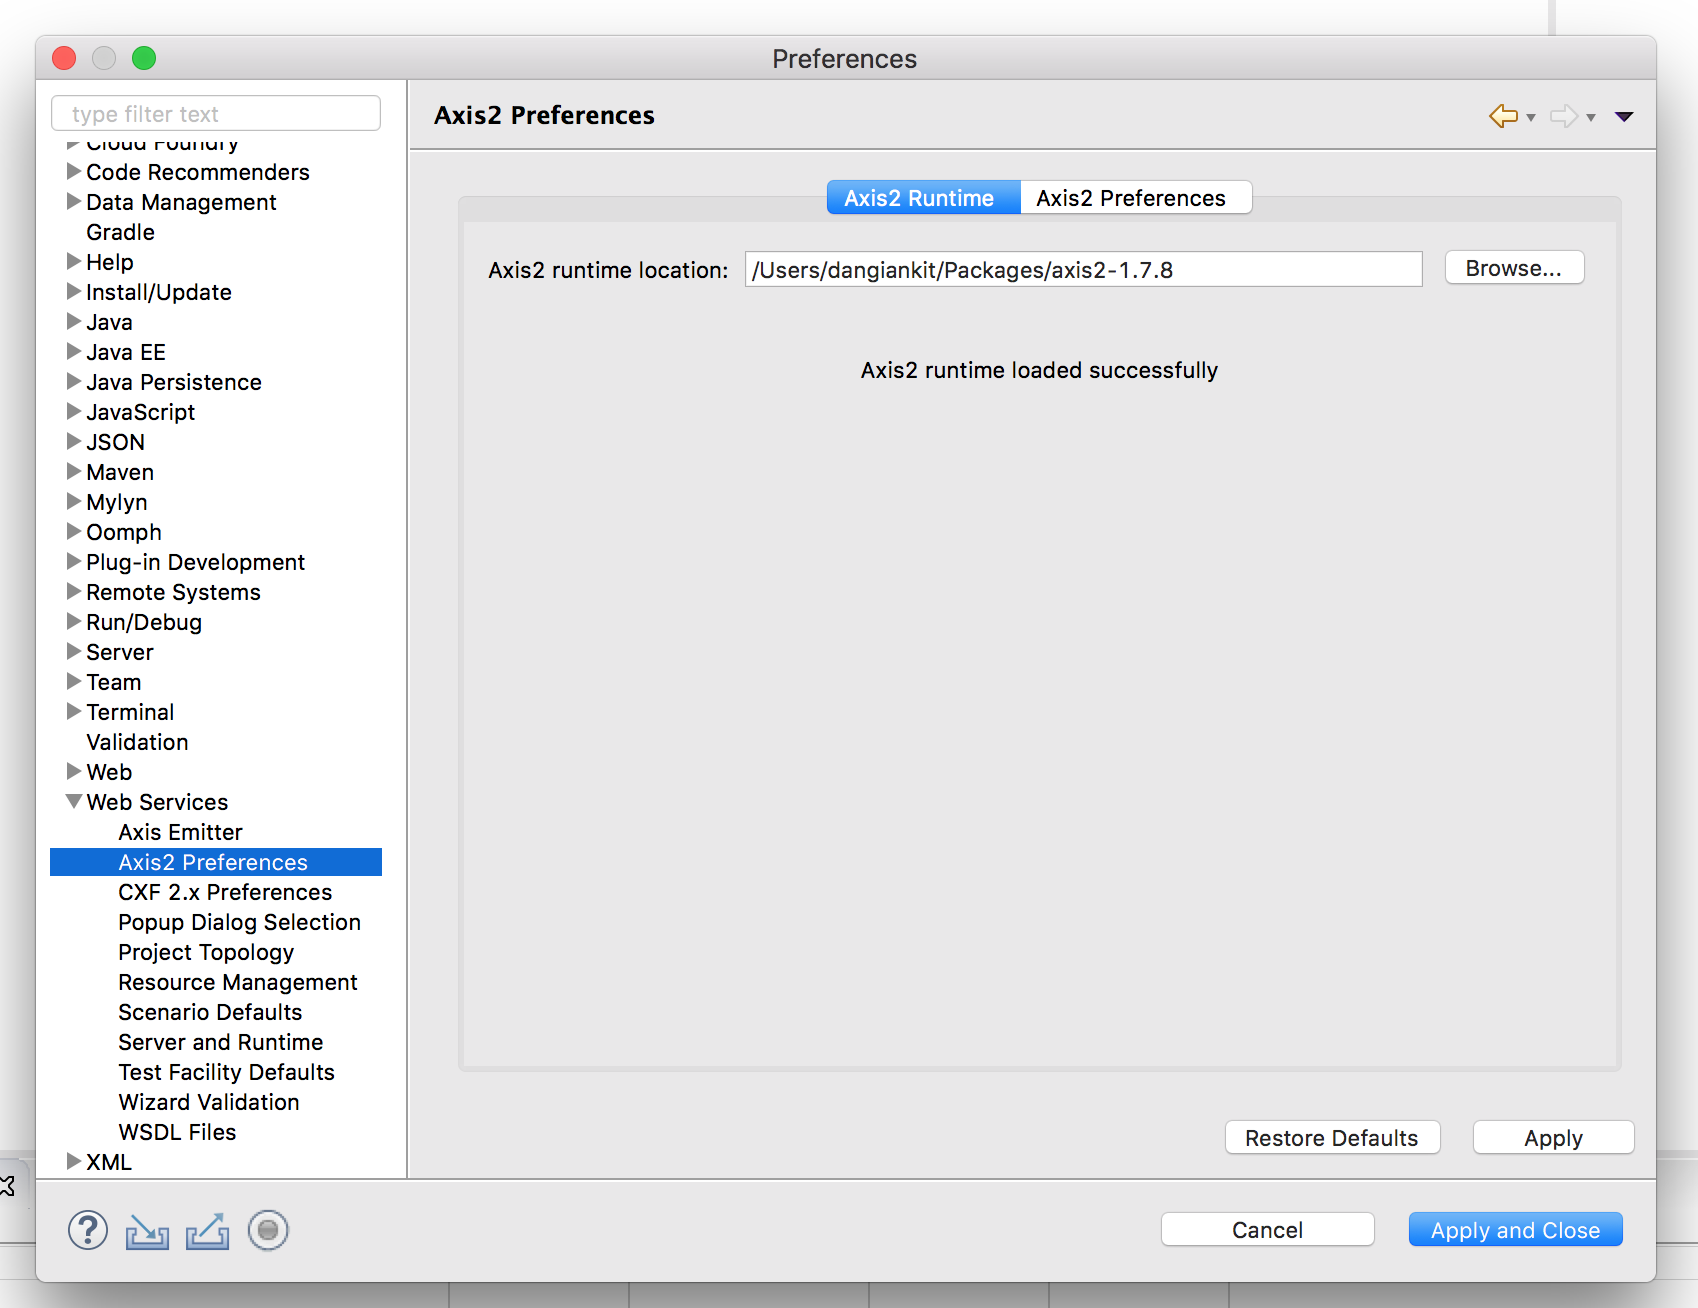 Preferences
type filter text
Axis2 Preferences
Cloud Foundry
Code Recommenders
Data Management
Gradle
Help
Install/Update
Java
Java EE
Java Persistence
JavaScript
JSON
Maven
Mylyn
Oomph
Plug-in Development
Remote Systems
Run/Debug
Server
Team
Terminal
Validation
Web
Web Services
Axis Emitter
Axis2 Preferences
CXF 2.x Preferences
Popup Dialog Selection
Project Topology
Resource Management
Scenario Defaults
Server and Runtime
Test Facility Defaults
Wizard Validation
WSDL Files
XML
Axis2 Runtime Axis2 Preferences
Axis2 runtime location: /Users/dangiankit/Packages/axis2-1.7.8 Browse...
Axis2 runtime loaded successfully
Restore Defaults Apply
? Cancel Apply and Close